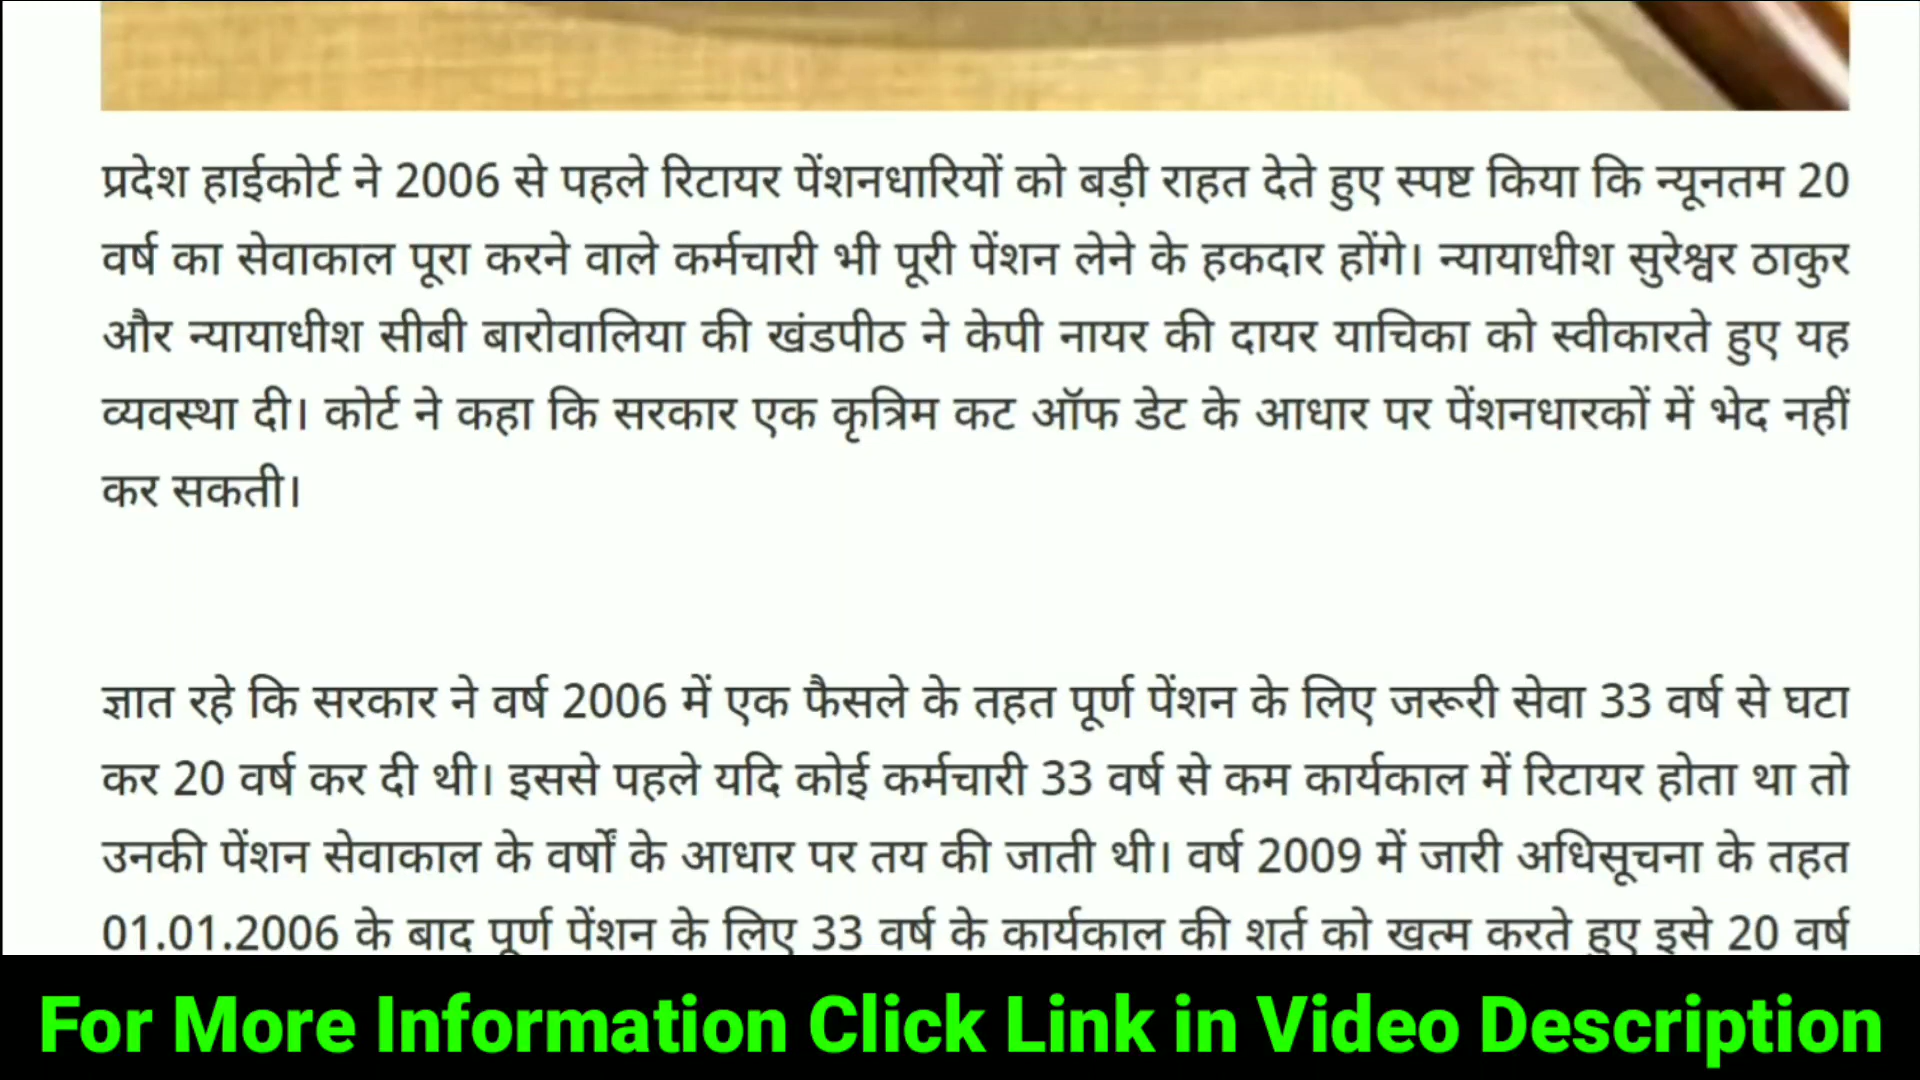 प्रदेश हाईकोर्ट ने 2006 से पहले रिटायर पेंशनधारियों को बड़ी राहत देते हुए स्पष्ट किया कि न्यूनतम 20
वर्ष का सेवाकाल पूरा करने वाले कर्मचारी भी पूरी पेंशन लेने के हकदार होंगे। न्यायाधीश सुरेश्वर ठाकुर
और न्यायाधीश सीबी बारोवालिया की खंडपीठ ने केपी नायर की दायर याचिका को स्वीकारते हुए यह
व्यवस्था दी। कोर्ट ने कहा कि सरकार एक कृत्रिम कट ऑफ डेट के आधार पर पेंशनधारकों में भेद नहीं
कर सकती।
ज्ञात रहे कि सरकार ने वर्ष 2006 में एक फैसले के तहत पूर्ण पेंशन के लिए जरूरी सेवा 33 वर्ष से घटा
कर 20 वर्ष कर दी थी। इससे पहले यदि कोई कर्मचारी 33 वर्ष से कम कार्यकाल में रिटायर होता था तो
उनकी पेंशन सेवाकाल के वर्षों के आधार पर तय की जाती थी। वर्ष 2009 में जारी अधिसूचना के तहत
01.01.2006 के बाद पूर्ण पेंशन के लिए 33 वर्ष के कार्यकाल की शर्त को खत्म करते हुए इसे 20 वर्ष
For More Information Click Link in Video Description